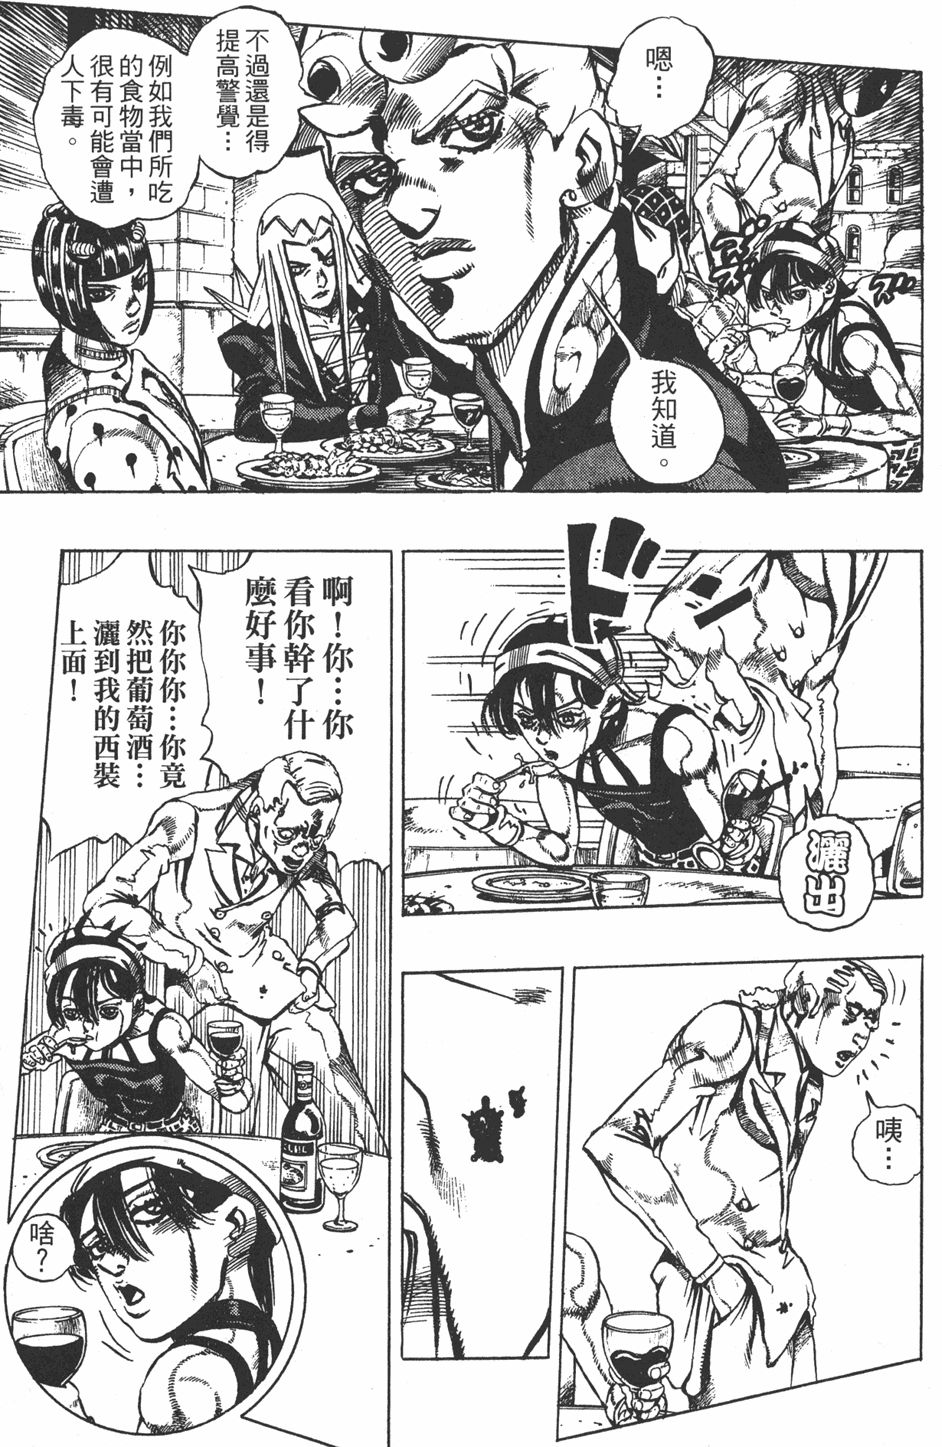 嗯…
不過還是得
提高警覺…
例如我們所吃
的食物當中，
很有可能會遭
人下毒。
我知道。
ドン
灑出
咦…
啊！你…你
看你幹了什
麼好事！
你你你…你竟
然把葡萄酒…
灑到我的西裝
上面！
啥？